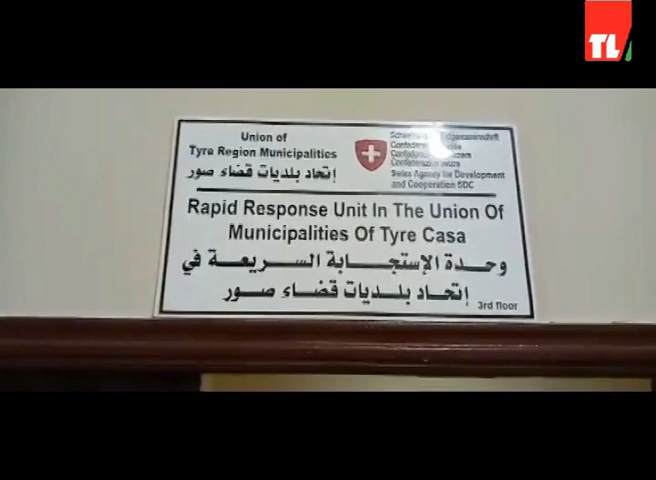 TL
Union of
Tyre Region Municipalities
إتحاد بلديات قضاء صور
Swiss Agency for Development
and Cooperation SDC
Rapid Response Unit In The Union Of
Municipalities Of Tyre Casa
وحدة الإستجابة السريعة في
إتحاد بلديات قضاء صور
3rd floor